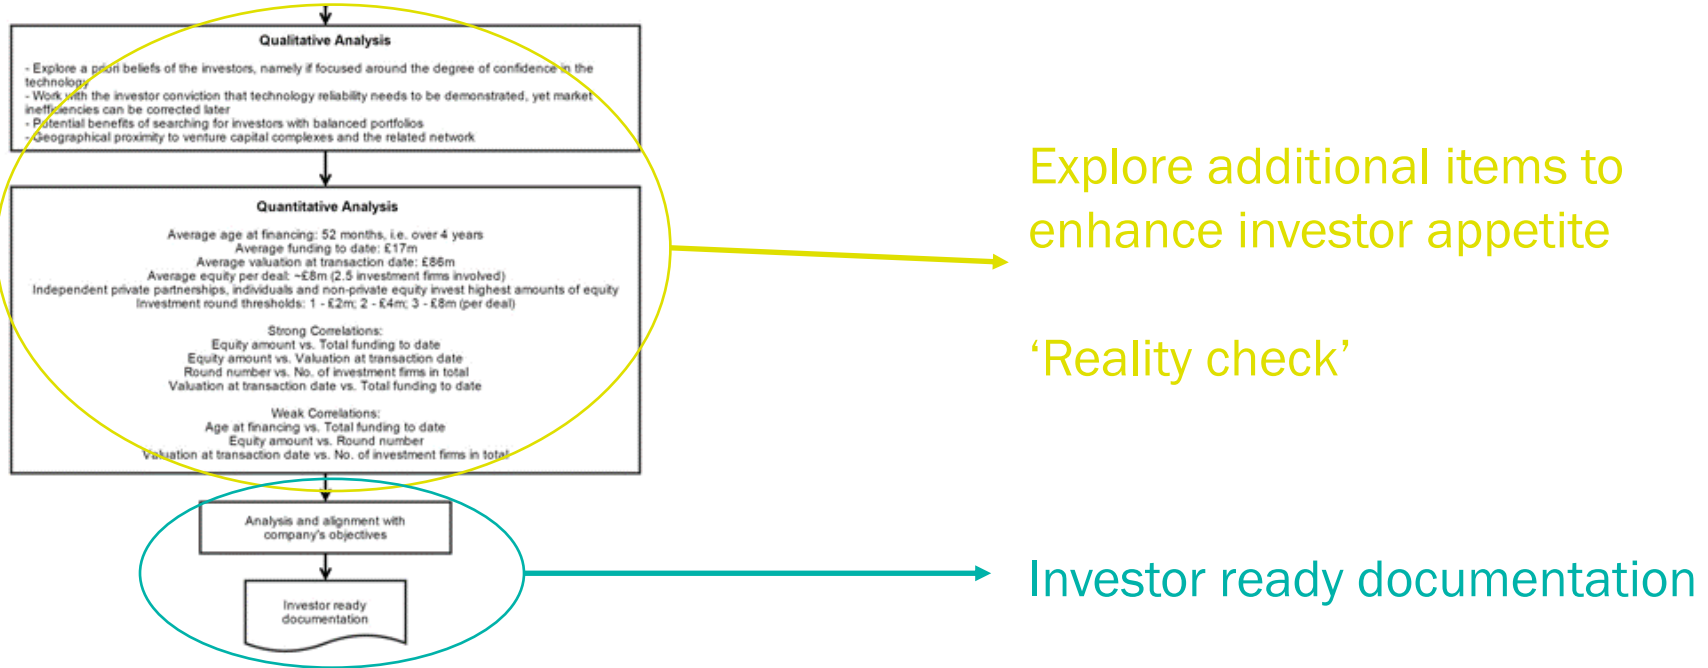 Qualitative Analysis
- Explore a priori beliefs of the investors, namely if focused around the degree of confidence in the
technology
- Work with the investor conviction that technology reliability needs to be demonstrated, yet market
inefficiencies can be corrected later
- Potential benefits of searching for investors with balanced portfolios
- Geographical proximity to venture capital complexes and the related network
Quantitative Analysis
Average age at financing: 52 months, i.e. over 4 years
Average funding to date: £17m
Average valuation at transaction date: £86m
Average equity per deal: ~£8m (2.5 investment firms involved)
Independent private partnerships, individuals and non-private equity invest highest amounts of equity
Investment round thresholds: 1 - £2m; 2 - £4m; 3 - £8m (per deal)
Strong Correlations:
Equity amount vs. Total funding to date
Equity amount vs. Valuation at transaction date
Round number vs. No. of investment firms in total
Valuation at transaction date vs. Total funding to date
Weak Correlations:
Age at financing vs. Total funding to date
Equity amount vs. Round number
Valuation at transaction date vs. No. of investment firms in total
Analysis and alignment with
company's objectives
Investor ready
documentation
Explore additional items to
enhance investor appetite
‘Reality check’
Investor ready documentation